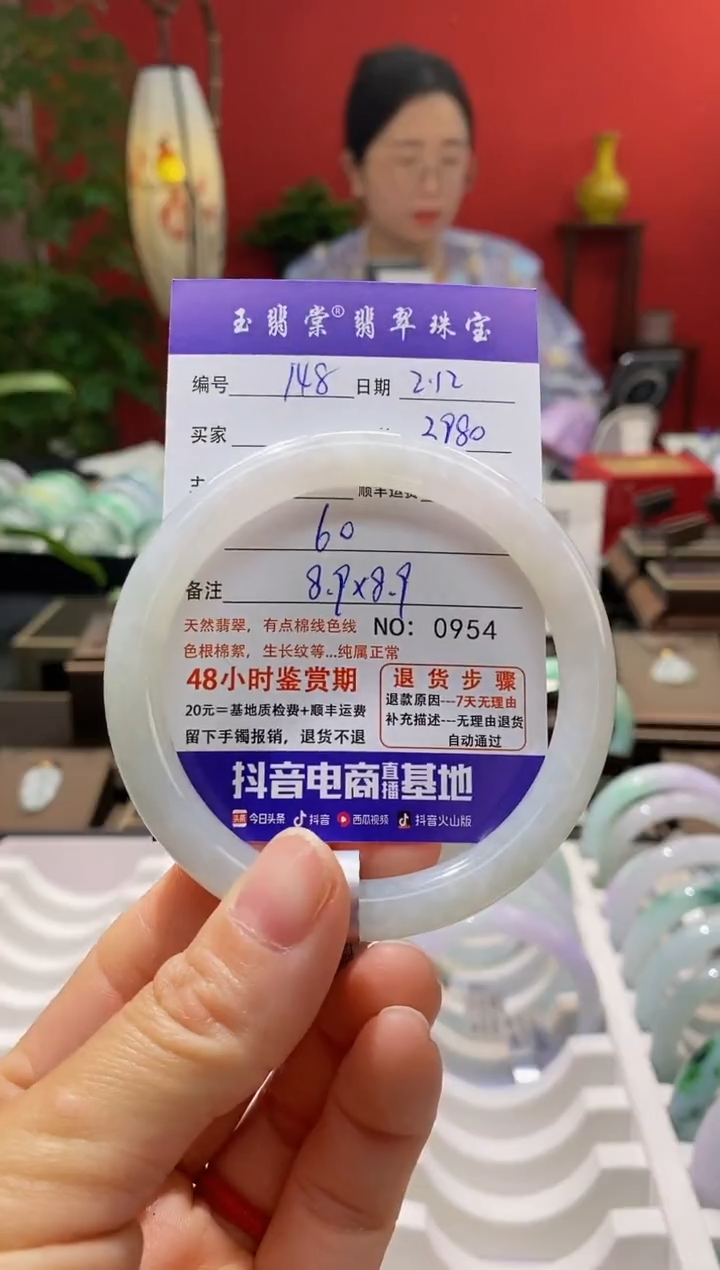 玉翡棠®翡翠珠宝
编号 148 日期 2.12
买家 2980
顺丰运费
60
备注 8.9x8.9
天然翡翠，有点棉线色线 NO: 0954
色根棉絮，生长纹等...纯属正常
48小时鉴赏期
20元=基地质检费+顺丰运费
留下手镯报销，退货不退
退货步骤
退款原因---7天无理由
补充描述---无理由退货
自动通过
抖音电商直播基地
头条 今日头条 抖音 西瓜视频 抖音火山版